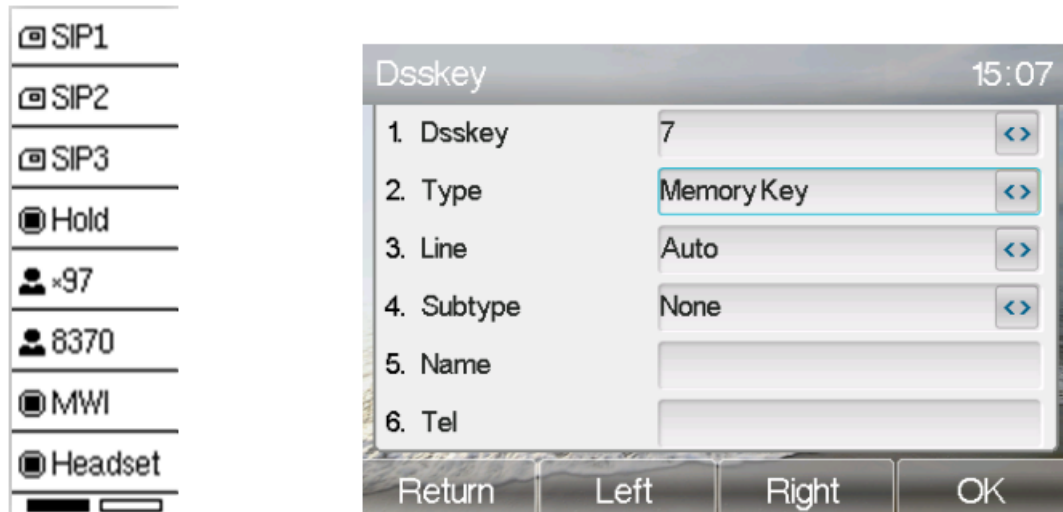 SIP1
SIP2
SIP3
Hold
*97
8370
MWI
Headset
Dsskey 15:07
1. Dsskey 7 <>
2. Type Memory Key <>
3. Line Auto <>
4. Subtype None <>
5. Name
6. Tel
Return Left Right OK